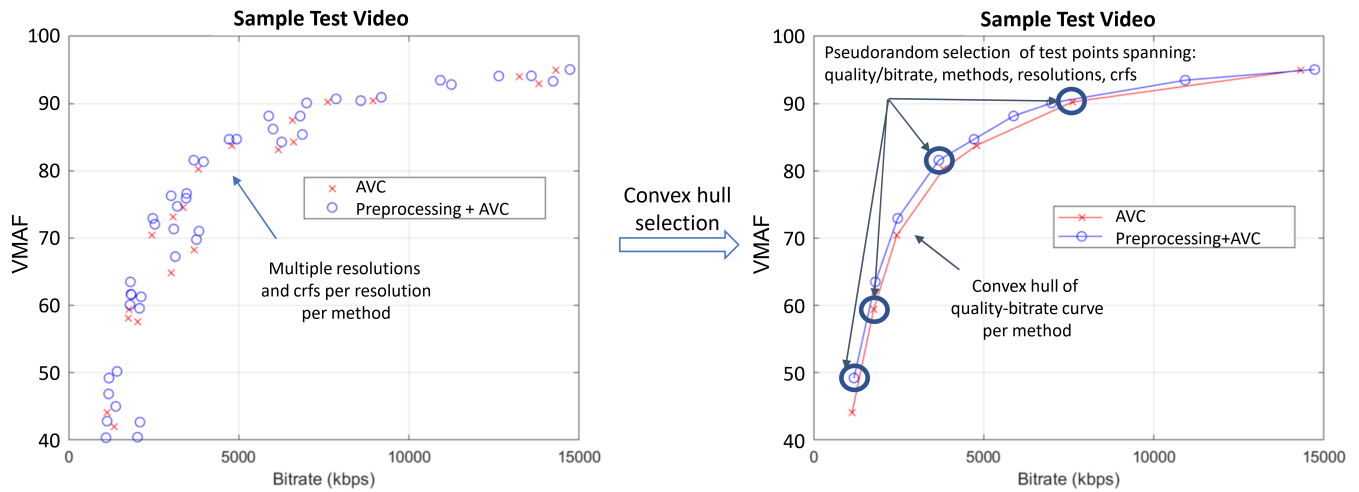 Sample Test Video
100
90
80
70
60
50
40
VMAF
0
5000
10000
15000
Bitrate (kbps)
AVC
Preprocessing + AVC
Multiple resolutions
and crfs per resolution
per method
Convex hull
selection
Sample Test Video
Pseudorandom selection of test points spanning:
quality/bitrate, methods, resolutions, crfs
100
90
80
70
60
50
40
VMAF
0
5000
10000
15000
Bitrate (kbps)
AVC
Preprocessing+AVC
Convex hull of
quality-bitrate curve
per method